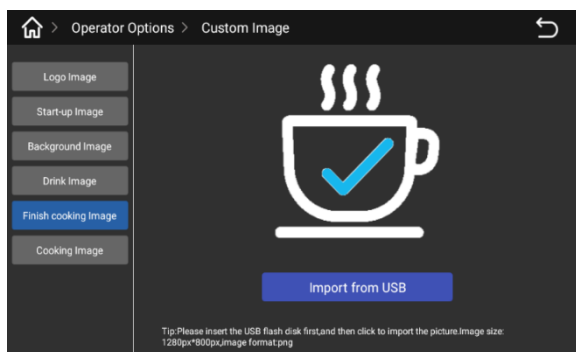 > Operator Options > Custom Image
Logo Image
Start-up Image
Background Image
Drink Image
Finish cooking Image
Cooking Image
Import from USB
Tip:Please insert the USB flash disk first,and then click to import the picture.Image size:
1280px*800px,image format:png